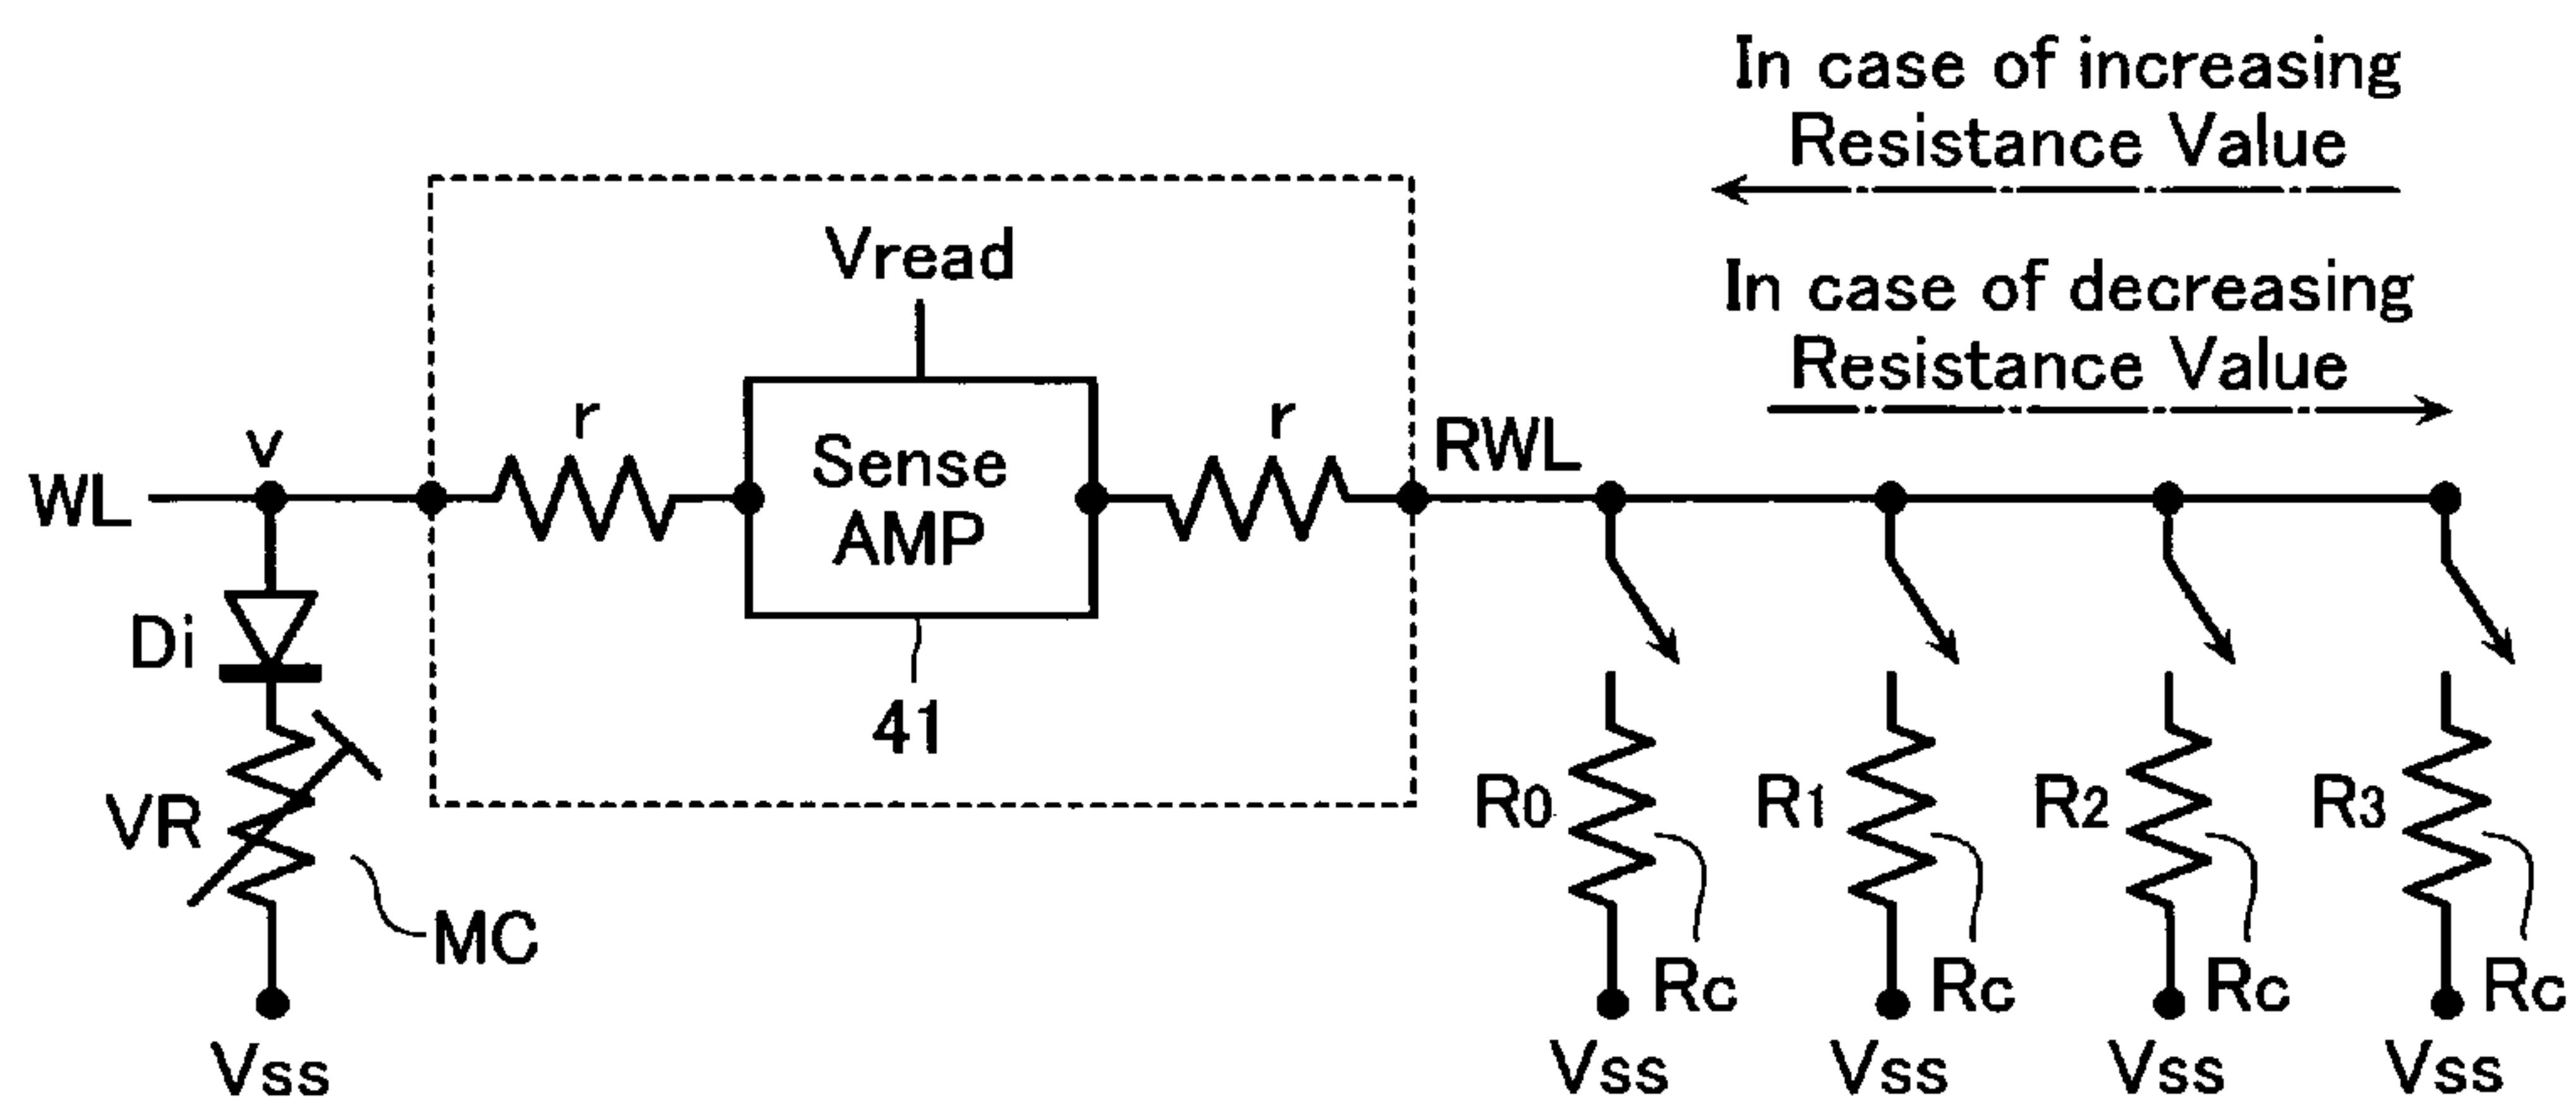 In case of increasing
Resistance Value
In case of decreasing
Resistance Value
Vread
WL
v
r
Sense
AMP
r
RWL
Di
41
VR
MC
R0
R1
R2
R3
Rc
Rc
Rc
Rc
Vss
Vss
Vss
Vss
Vss